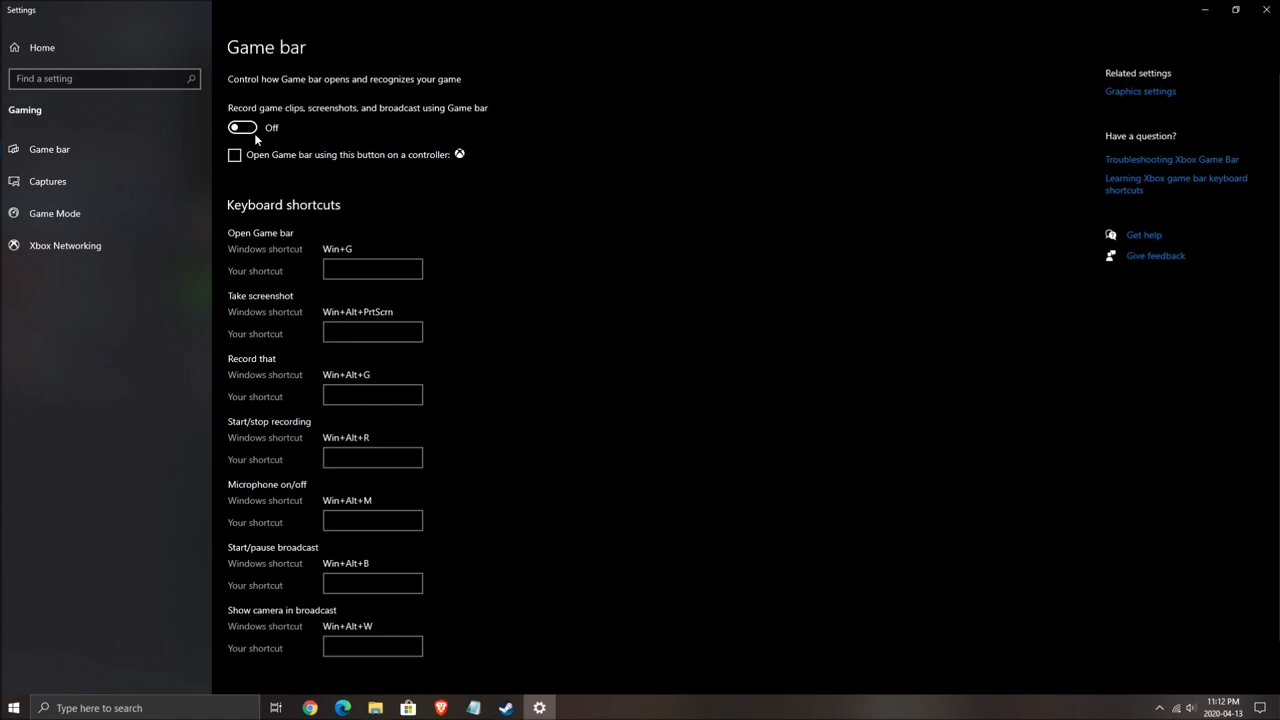 Settings
Home
Find a setting
Gaming
Game bar
Captures
Game Mode
Xbox Networking
Game bar
Control how Game bar opens and recognizes your game
Record game clips, screenshots, and broadcast using Game bar
Off
Open Game bar using this button on a controller:
Keyboard shortcuts
Open Game bar
Windows shortcut Win+G
Your shortcut
Take screenshot
Windows shortcut Win+Alt+PrtScrn
Your shortcut
Record that
Windows shortcut Win+Alt+G
Your shortcut
Start/stop recording
Windows shortcut Win+Alt+R
Your shortcut
Microphone on/off
Windows shortcut Win+Alt+M
Your shortcut
Start/pause broadcast
Windows shortcut Win+Alt+B
Your shortcut
Show camera in broadcast
Windows shortcut Win+Alt+W
Your shortcut
Related settings
Graphics settings
Have a question?
Troubleshooting Xbox Game Bar
Learning Xbox game bar keyboard
shortcuts
Get help
Give feedback
Type here to search
11:12 PM
2020-04-13